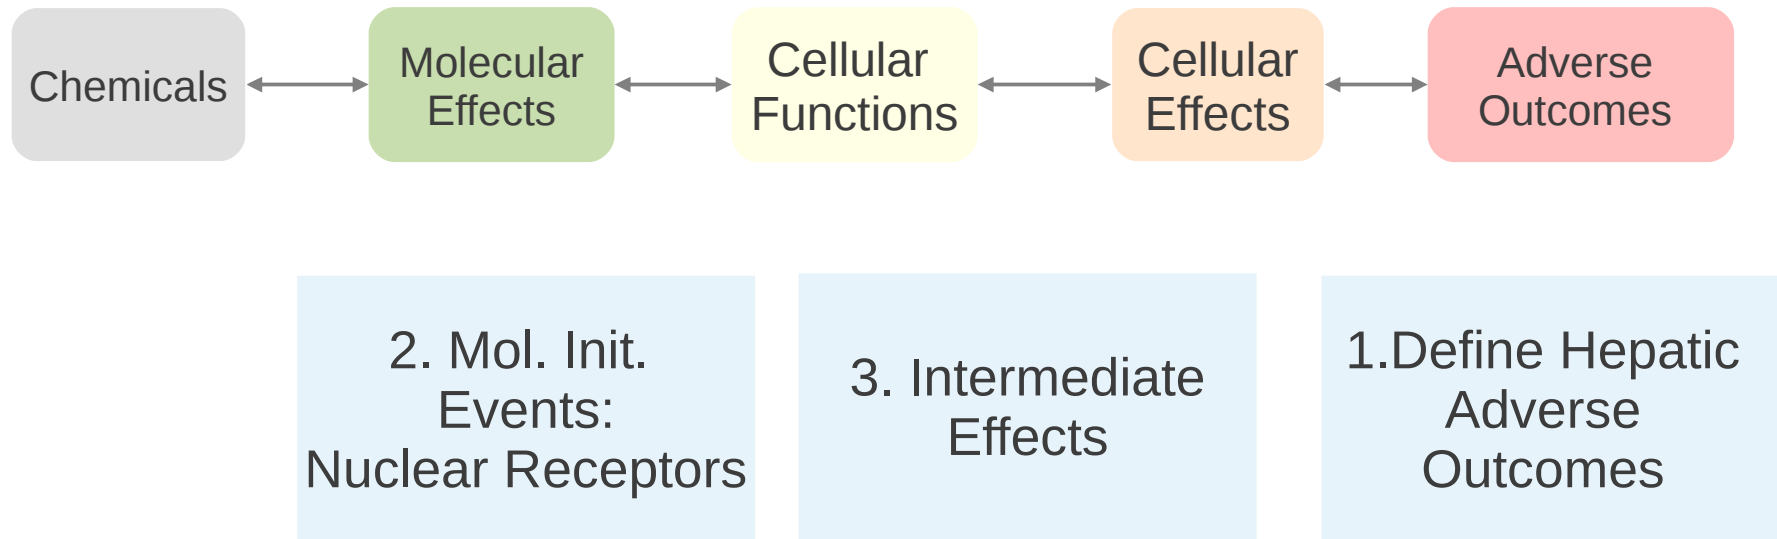 Chemicals
Molecular
Effects
Cellular
Functions
Cellular
Effects
Adverse
Outcomes
2. Mol. Init.
Events:
Nuclear Receptors
3. Intermediate
Effects
1.Define Hepatic
Adverse
Outcomes